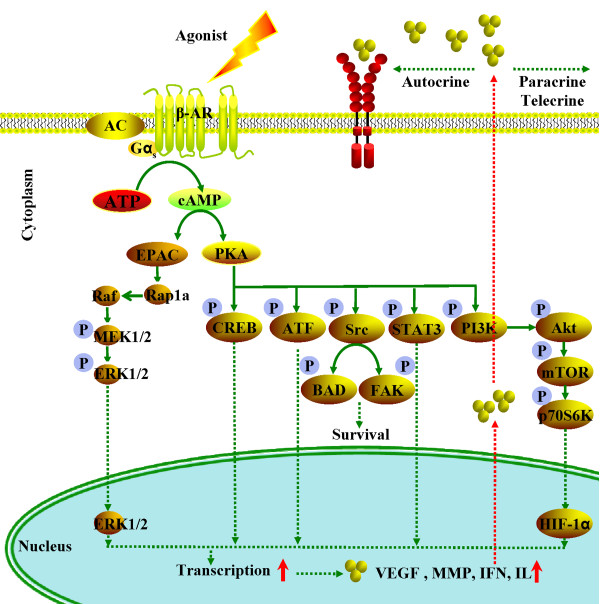 Agonist
Autocrine
Paracrine
Telecrine
AC
β-AR
Gαs
Cytoplasm
ATP
cAMP
EPAC
PKA
Raf
Rap1a
P
P
P
P
P
P
CREB
ATF
Src
STAT3
PI3K
Akt
P
MEK1/2
P
mTOR
P
ERK1/2
P
BAD
P
FAK
P
p70S6K
Survival
ERK1/2
HIF-1α
Nucleus
Transcription
VEGF , MMP, IFN, IL